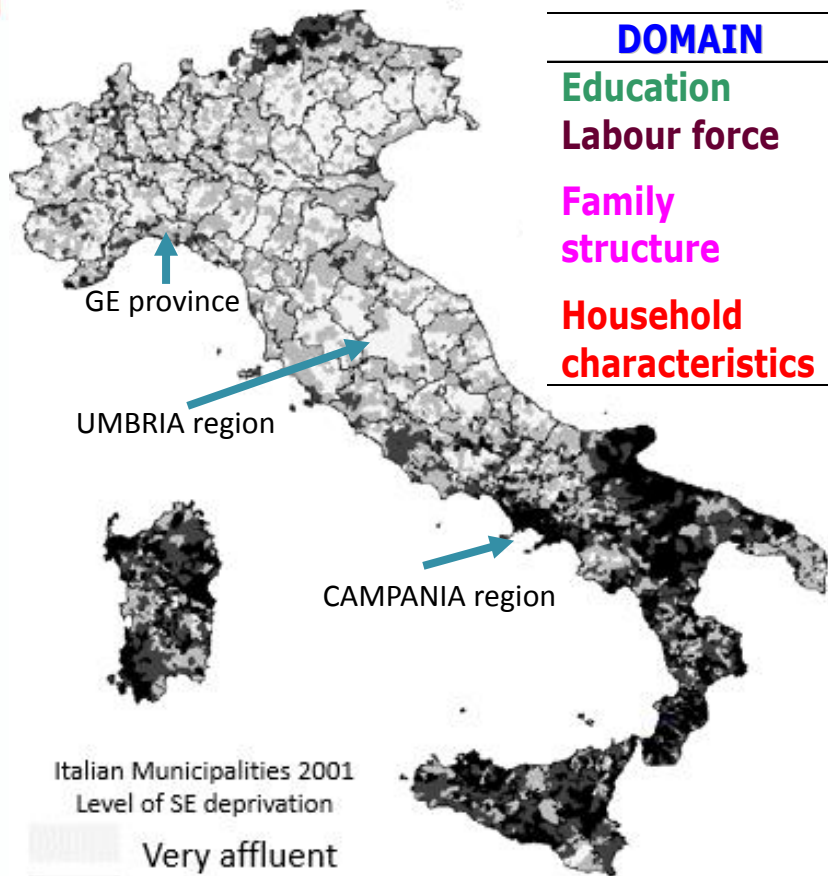 DOMAIN
Education
Labour force
Family
structure
Household
characteristics
GE province
UMBRIA region
CAMPANIA region
Italian Municipalities 2001
Level of SE deprivation
Very affluent